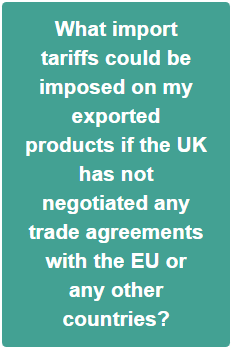 What import
tariffs could be
imposed on my
exported
products if the UK
has not
negotiated any
trade agreements
with the EU or
any other
countries?